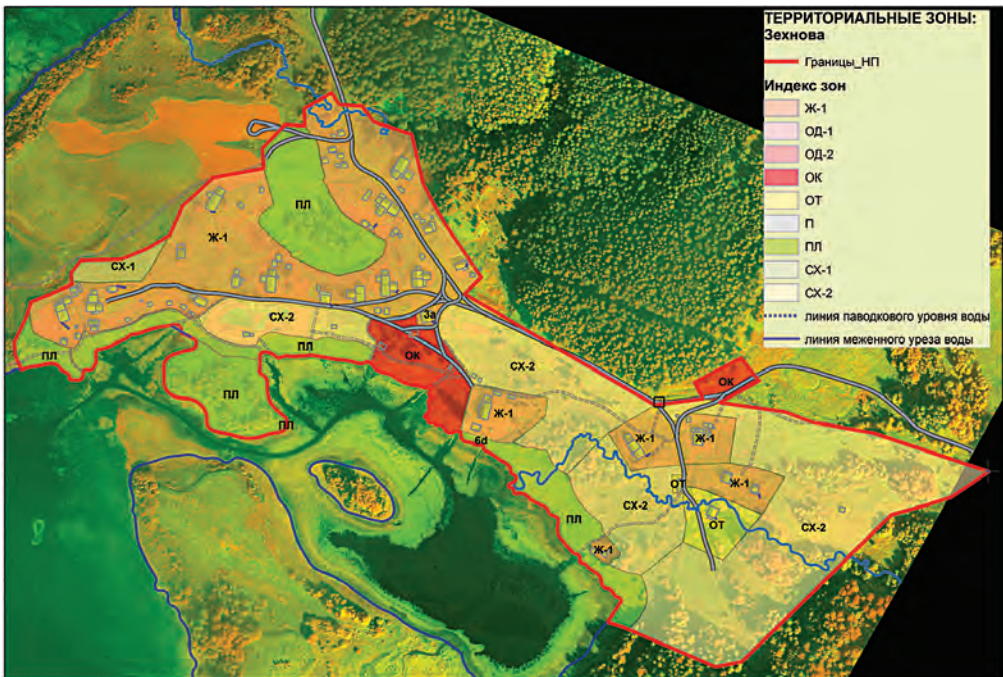 ТЕРРИТОРИАЛЬНЫЕ ЗОНЫ:
Зехнова
Границы_НП
Индекс зон
Ж-1
ОД-1
ОД-2
ОК
ОТ
П
ПЛ
СХ-1
СХ-2
линия паводкового уровня воды
линия меженного уреза воды
ПЛ
Ж-1
СХ-1
СХ-2
3а
ПЛ
ПЛ
ОК
СХ-2
ОК
ПЛ
ПЛ
Ж-1
6d
Ж-1
Ж-1
Ж-1
ОТ
СХ-2
ОТ
СХ-2
ПЛ
Ж-1